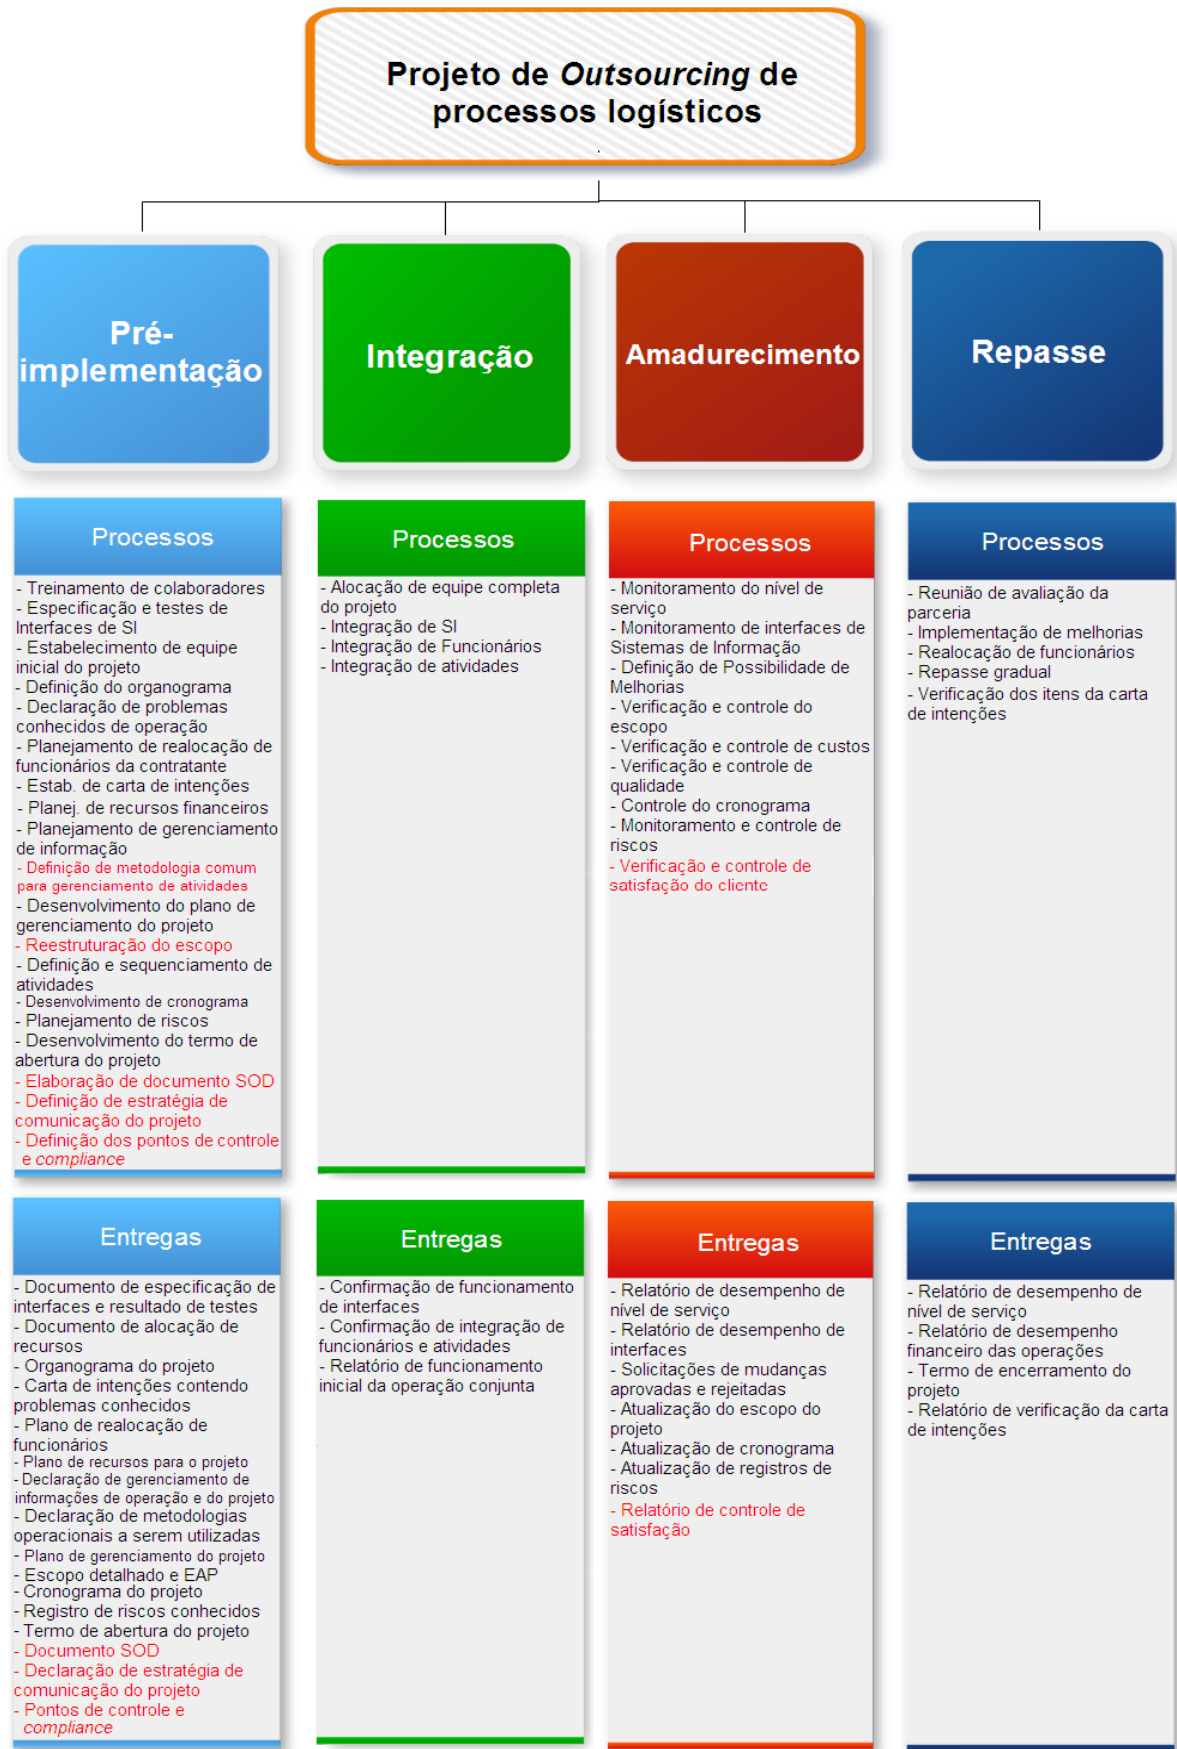 Projeto de Outsourcing de
processos logísticos
Pré-
implementação
Integração
Amadurecimento
Repasse
Processos
- Treinamento de colaboradores
- Especificação e testes de
Interfaces de SI
- Estabelecimento de equipe
inicial do projeto
- Definição do organograma
- Declaração de problemas
conhecidos de operação
- Planejamento de realocação de
funcionários da contratante
- Estab. de carta de intenções
- Planej. de recursos financeiros
- Planejamento de gerenciamento
de informação
- Definição de metodologia comum
para gerenciamento de atividades
- Desenvolvimento do plano de
gerenciamento do projeto
- Reestruturação do escopo
- Definição e sequenciamento de
atividades
- Desenvolvimento de cronograma
- Planejamento de riscos
- Desenvolvimento do termo de
abertura do projeto
- Elaboração de documento SOD
- Definição de estratégia de
comunicação do projeto
- Definição dos pontos de controle
e compliance
Processos
- Alocação de equipe completa
do projeto
- Integração de SI
- Integração de Funcionários
- Integração de atividades
Processos
- Monitoramento do nível de
serviço
- Monitoramento de interfaces de
Sistemas de Informação
- Definição de Possibilidade de
Melhorias
- Verificação e controle do
escopo
- Verificação e controle de custos
- Verificação e controle de
qualidade
- Controle do cronograma
- Monitoramento e controle de
riscos
- Verificação e controle de
satisfação do cliente
Processos
- Reunião de avaliação da
parceria
- Implementação de melhorias
- Realocação de funcionários
- Repasse gradual
- Verificação dos itens da carta
de intenções
Entregas
- Documento de especificação de
interfaces e resultado de testes
- Documento de alocação de
recursos
- Organograma do projeto
- Carta de intenções contendo
problemas conhecidos
- Plano de realocação de
funcionários
- Plano de recursos para o projeto
- Declaração de gerenciamento de
informações de operação e do projeto
- Declaração de metodologias
operacionais a serem utilizadas
- Plano de gerenciamento do projeto
- Escopo detalhado e EAP
- Cronograma do projeto
- Registro de riscos conhecidos
- Termo de abertura do projeto
- Documento SOD
- Declaração de estratégia de
comunicação do projeto
- Pontos de controle e
compliance
Entregas
- Confirmação de funcionamento
de interfaces
- Confirmação de integração de
funcionários e atividades
- Relatório de funcionamento
inicial da operação conjunta
Entregas
- Relatório de desempenho de
nível de serviço
- Relatório de desempenho de
interfaces
- Solicitações de mudanças
aprovadas e rejeitadas
- Atualização do escopo do
projeto
- Atualização de cronograma
- Atualização de registros de
riscos
- Relatório de controle de
satisfação
Entregas
- Relatório de desempenho de
nível de serviço
- Relatório de desempenho
financeiro das operações
- Termo de encerramento do
projeto
- Relatório de verificação da carta
de intenções